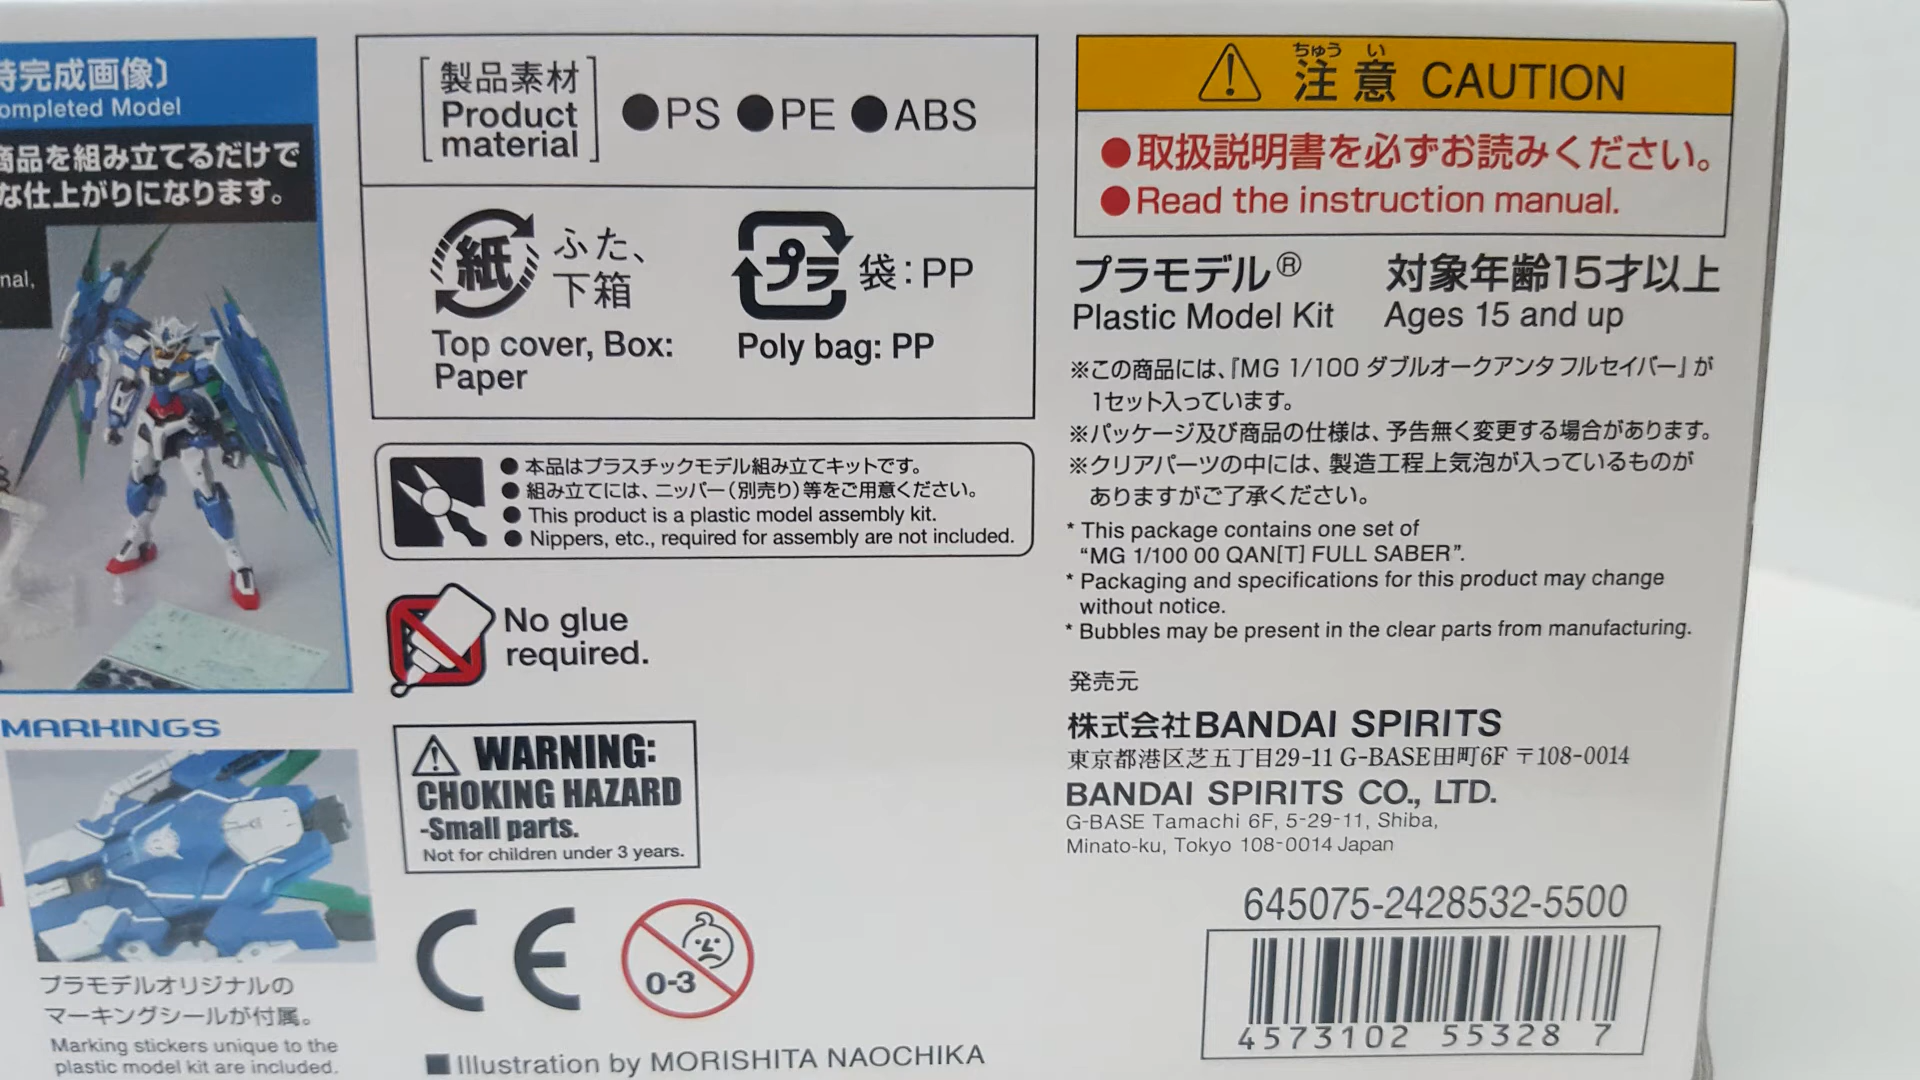 時完成画像〕
ompleted Model
商品を組み立てるだけで
な仕上がりになります。
nal,
MARKINGS
プラモデルオリジナルの
マーキングシールが付属。
Marking stickers unique to the
plastic model kit are included.
製品素材
Product
material
●PS ●PE ●ABS
紙
ふた、
下箱
Top cover, Box:
Paper
プラ
袋：PP
Poly bag: PP
●本品はプラスチックモデル組み立てキットです。
●組み立てには、ニッパー（別売り）等をご用意ください。
●This product is a plastic model assembly kit.
●Nippers, etc., required for assembly are not included.
No glue
required.
WARNING:
CHOKING HAZARD
-Small parts.
Not for children under 3 years.
CE
0-3
■Illustration by MORISHITA NAOCHIKA
ちゅう い
注意 CAUTION
●取扱説明書を必ずお読みください。
●Read the instruction manual.
プラモデル® 対象年齢15才以上
Plastic Model Kit Ages 15 and up
※この商品には、『MG 1/100 ダブルオークアンタフルセイバー』が
1セット入っています。
※パッケージ及び商品の仕様は、予告無く変更する場合があります。
※クリアパーツの中には、製造工程上気泡が入っているものが
ありますがご了承ください。
* This package contains one set of
“MG 1/100 00 QAN[T] FULL SABER”.
* Packaging and specifications for this product may change
without notice.
* Bubbles may be present in the clear parts from manufacturing.
発売元
株式会社BANDAI SPIRITS
東京都港区芝五丁目29-11 G-BASE田町6F 〒108-0014
BANDAI SPIRITS CO., LTD.
G-BASE Tamachi 6F, 5-29-11, Shiba,
Minato-ku, Tokyo 108-0014 Japan
645075-2428532-5500
4573102 55328 7